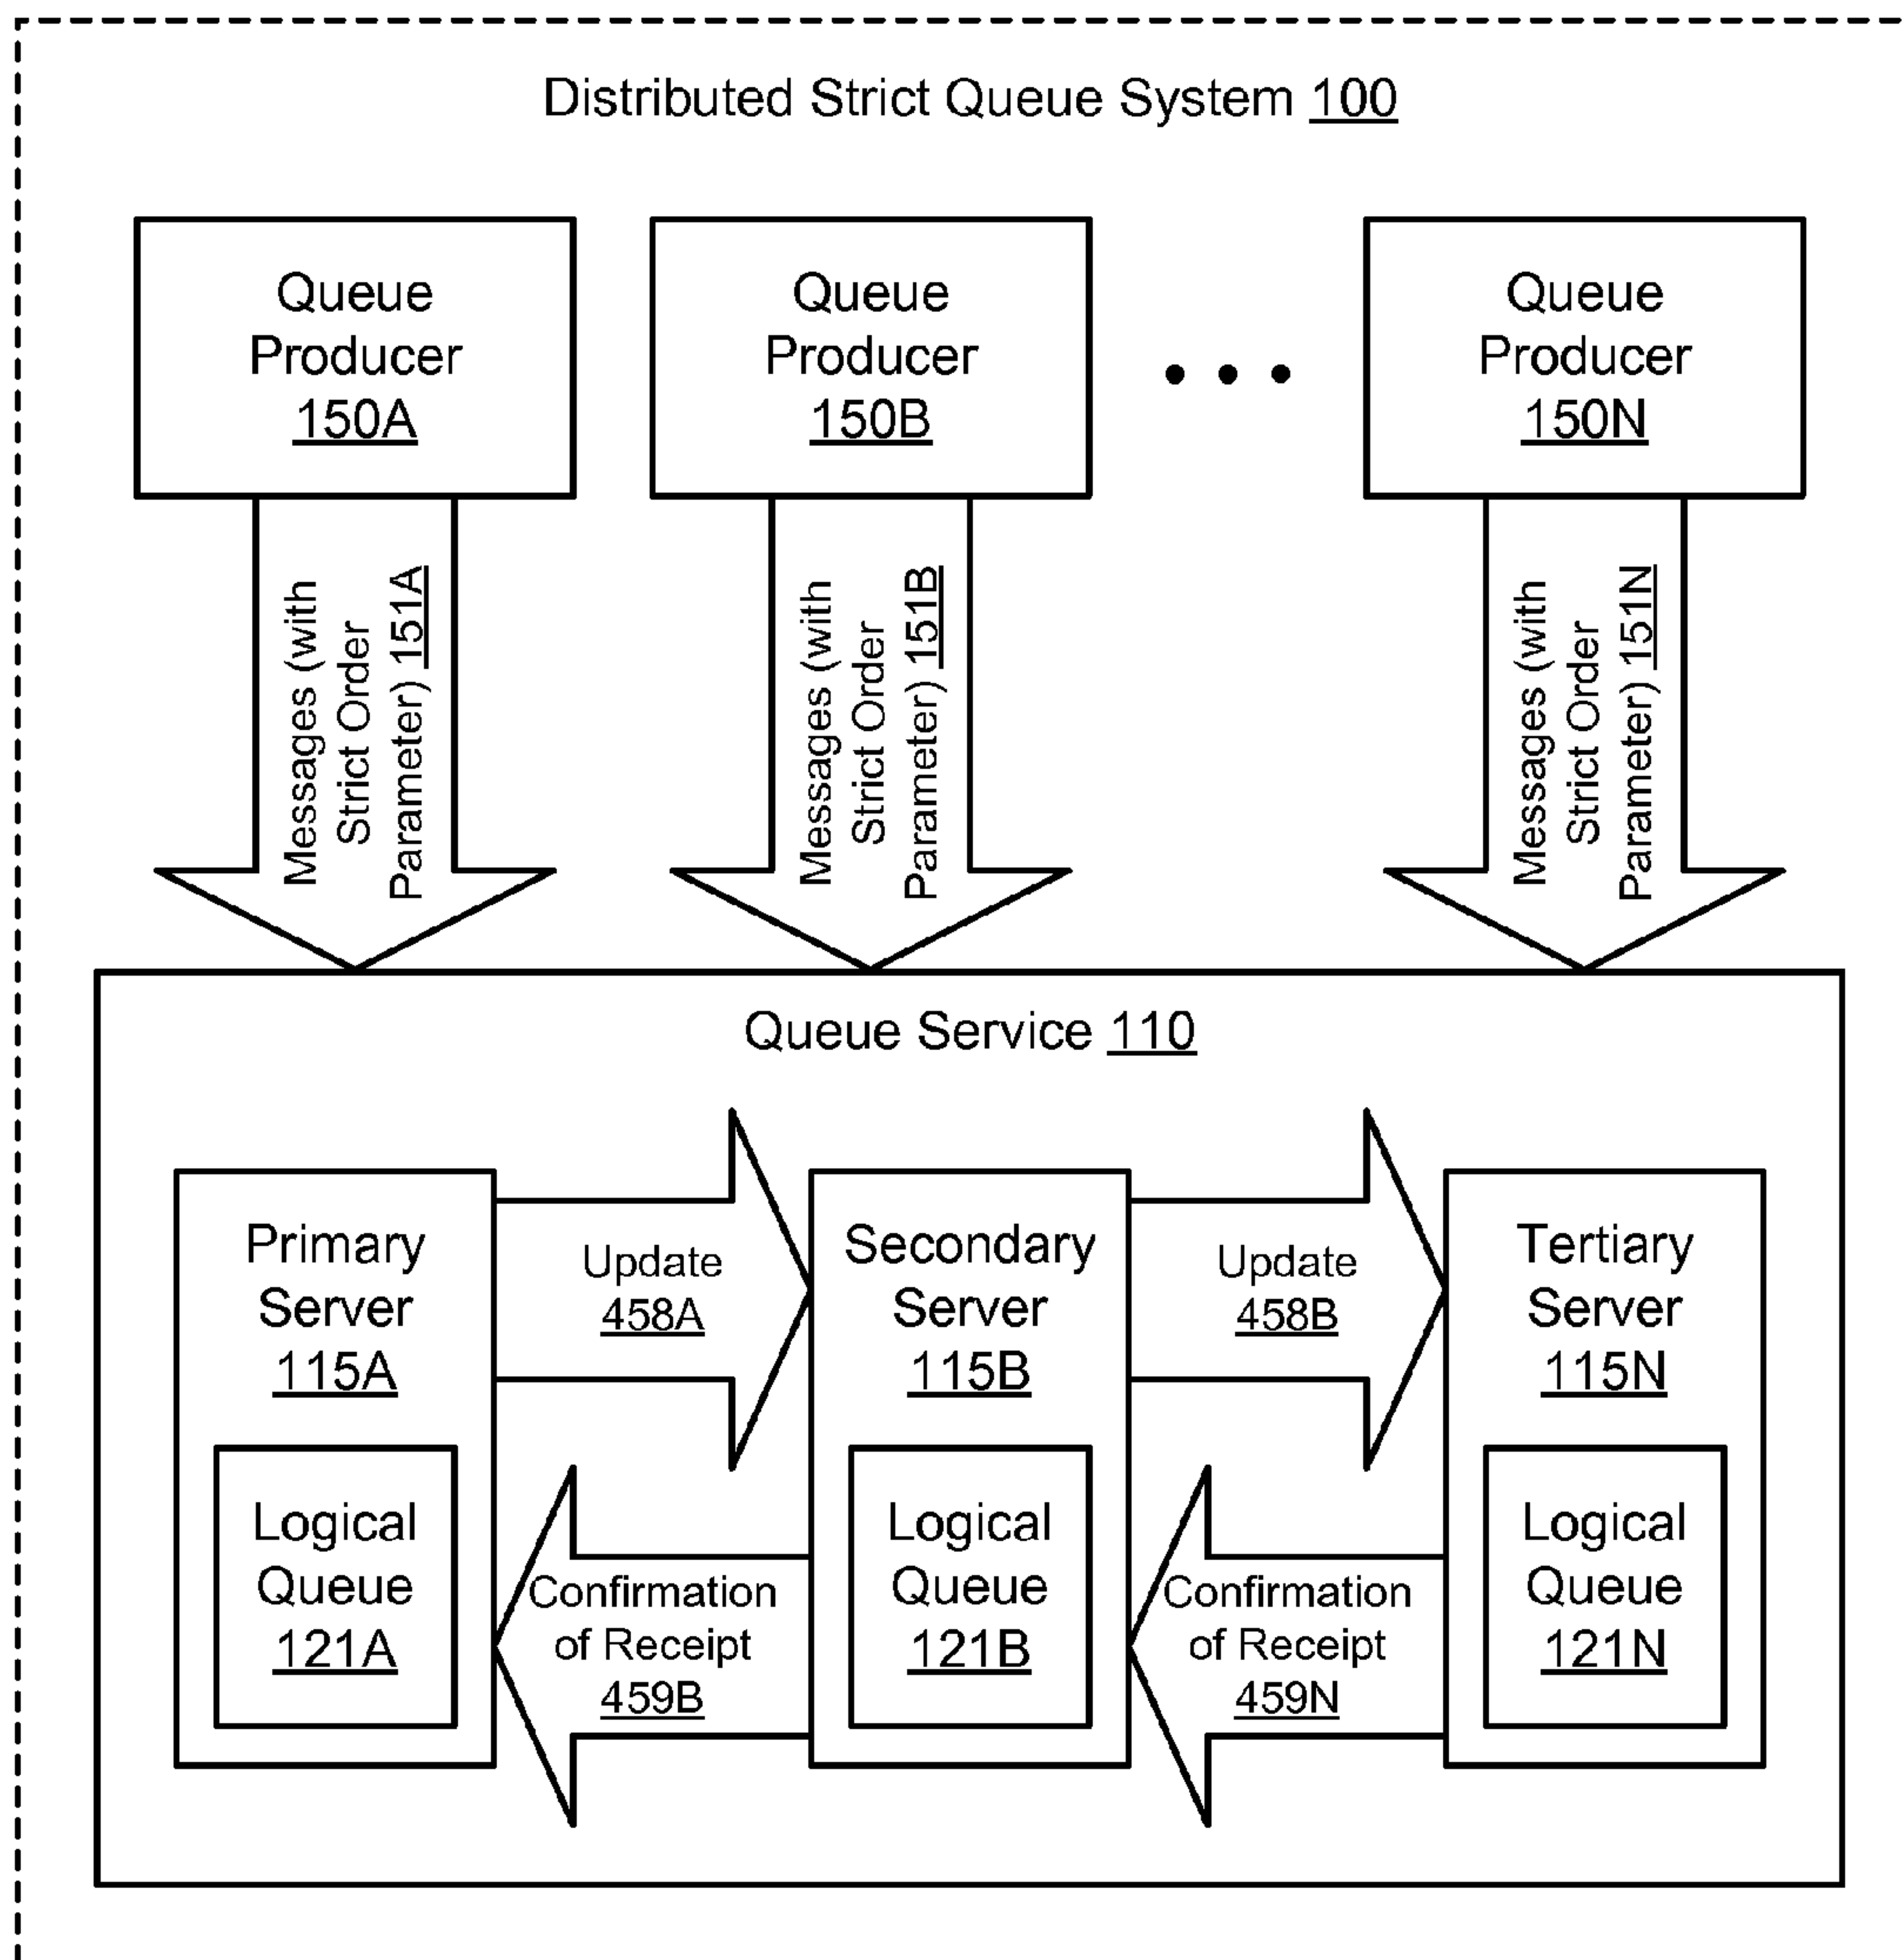 Distributed Strict Queue System 100
Queue
Producer
150A
Queue
Producer
150B
Queue
Producer
150N
Messages (with
Strict Order
Parameter) 151A
Messages (with
Strict Order
Parameter) 151B
Messages (with
Strict Order
Parameter) 151N
Queue Service 110
Primary
Server
115A
Update
458A
Secondary
Server
115B
Update
458B
Tertiary
Server
115N
Logical
Queue
121A
Confirmation
of Receipt
459B
Logical
Queue
121B
Confirmation
of Receipt
459N
Logical
Queue
121N